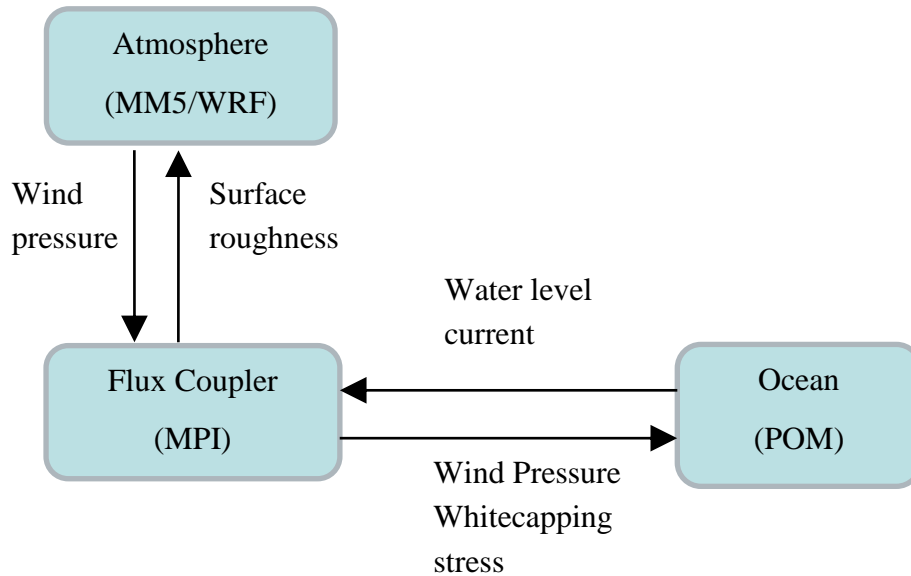 Atmosphere
(MM5/WRF)
Wind
pressure
Surface
roughness
Water level
current
Flux Coupler
(MPI)
Ocean
(POM)
Wind Pressure
Whitecapping
stress